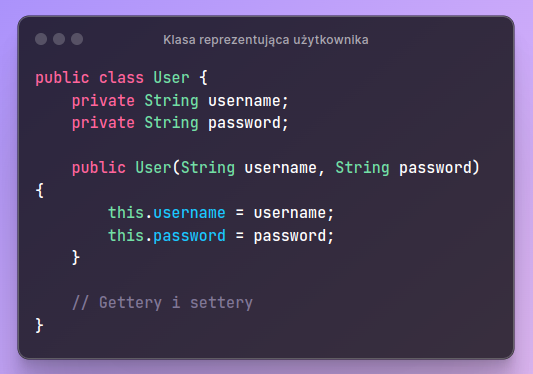 Klasa reprezentująca użytkownika
public class User {
    private String username;
    private String password;

    public User(String username, String password)
{
        this.username = username;
        this.password = password;
    }

    // Gettery i settery
}